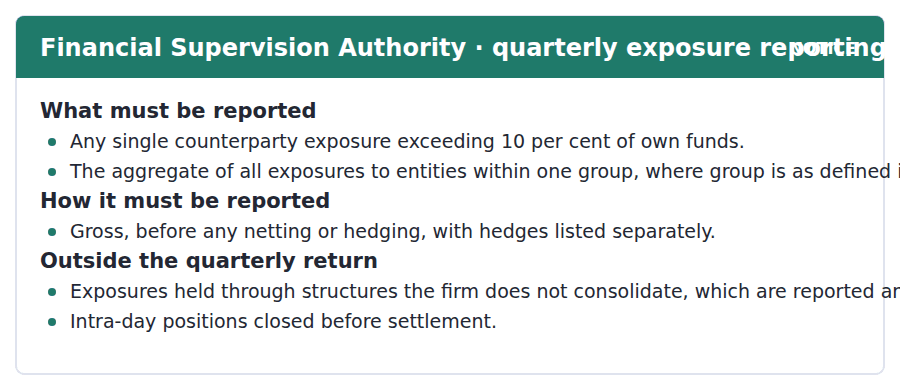 Financial Supervision Authority · quarterly exposure reporting
What must be reported
Any single counterparty exposure exceeding 10 per cent of own funds.
The aggregate of all exposures to entities within one group, where group is as defined
How it must be reported
Gross, before any netting or hedging, with hedges listed separately.
Outside the quarterly return
Exposures held through structures the firm does not consolidate, which are reported
Intra-day positions closed before settlement.